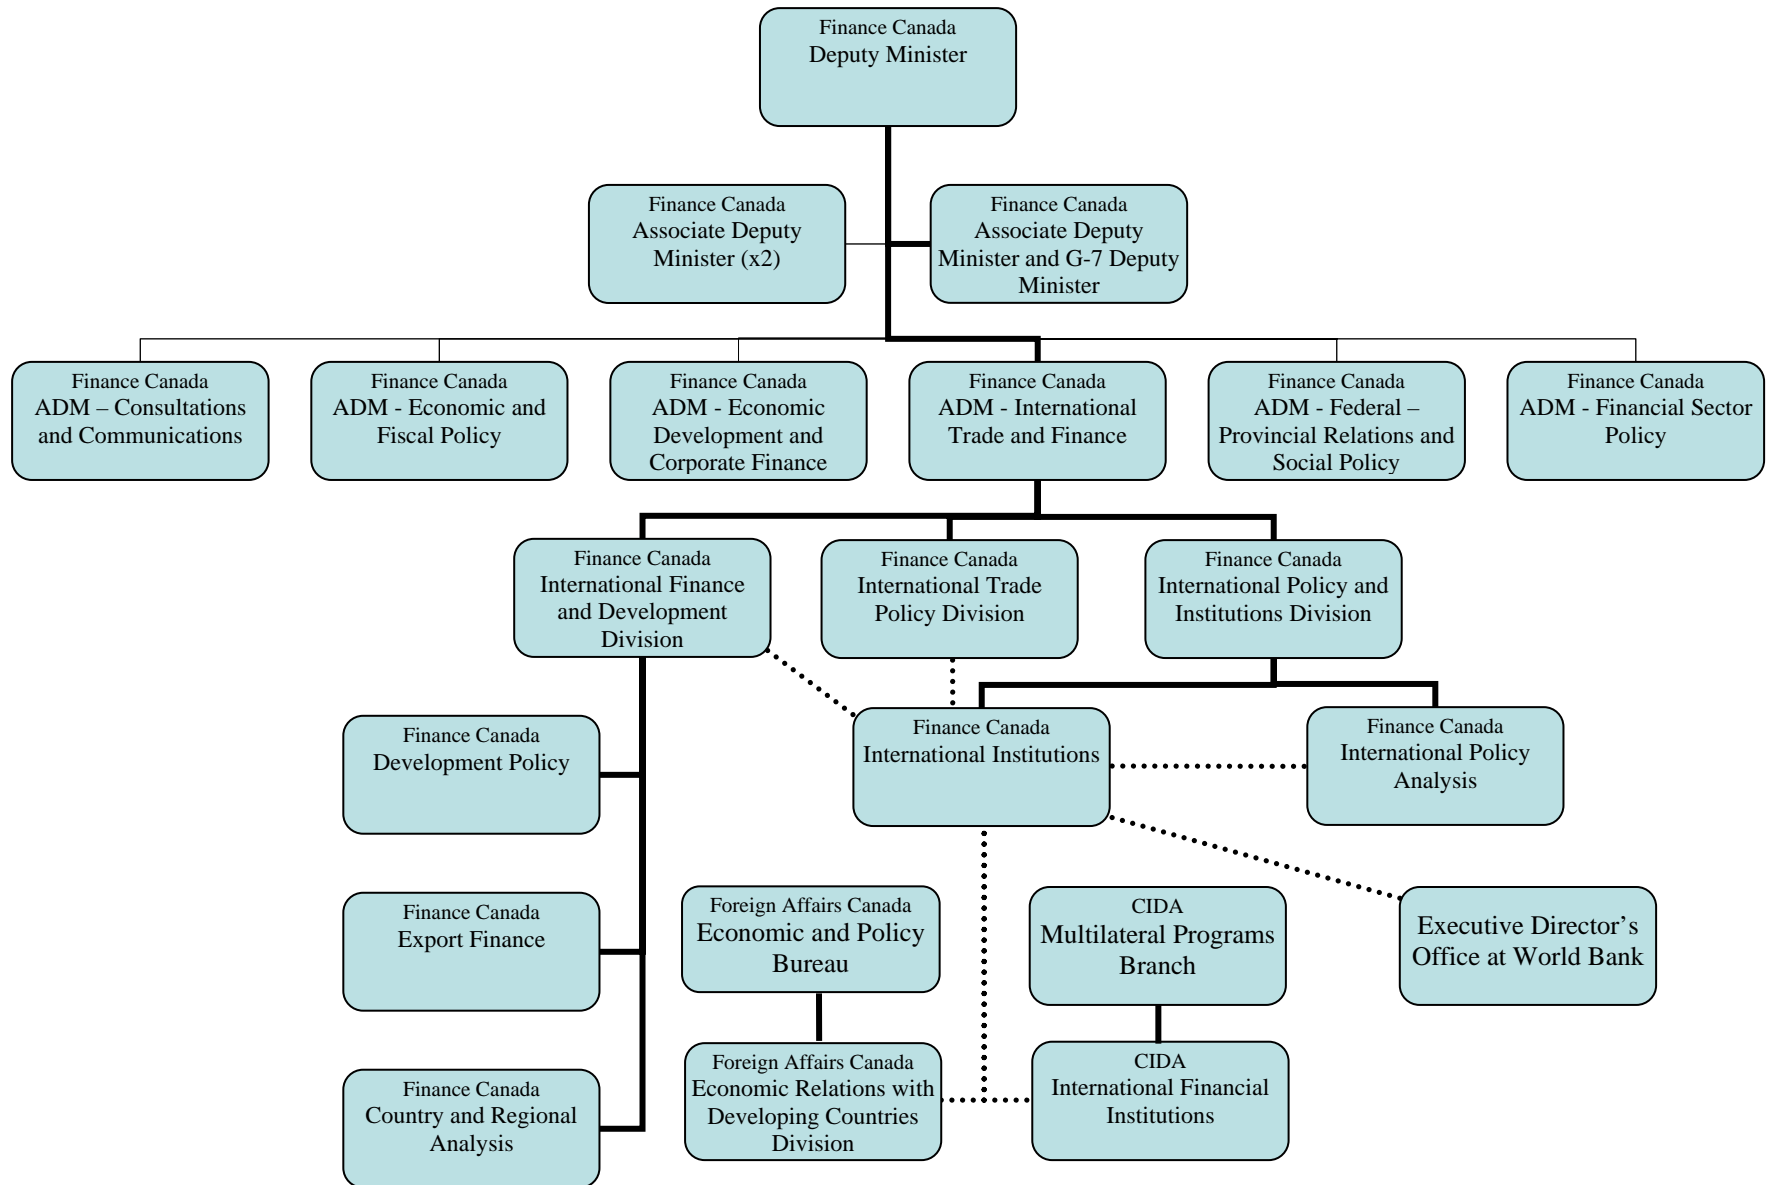 Finance Canada
Deputy Minister
Finance Canada
Associate Deputy
Minister (x2)
Finance Canada
Associate Deputy
Minister and G-7 Deputy
Minister
Finance Canada
ADM – Consultations
and Communications
Finance Canada
ADM - Economic and
Fiscal Policy
Finance Canada
ADM - Economic
Development and
Corporate Finance
Finance Canada
ADM - International
Trade and Finance
Finance Canada
ADM - Federal –
Provincial Relations and
Social Policy
Finance Canada
ADM - Financial Sector
Policy
Finance Canada
International Finance
and Development
Division
Finance Canada
International Trade
Policy Division
Finance Canada
International Policy and
Institutions Division
Finance Canada
Development Policy
Finance Canada
International Institutions
Finance Canada
International Policy
Analysis
Finance Canada
Export Finance
Foreign Affairs Canada
Economic and Policy
Bureau
CIDA
Multilateral Programs
Branch
Executive Director’s
Office at World Bank
Finance Canada
Country and Regional
Analysis
Foreign Affairs Canada
Economic Relations with
Developing Countries
Division
CIDA
International Financial
Institutions